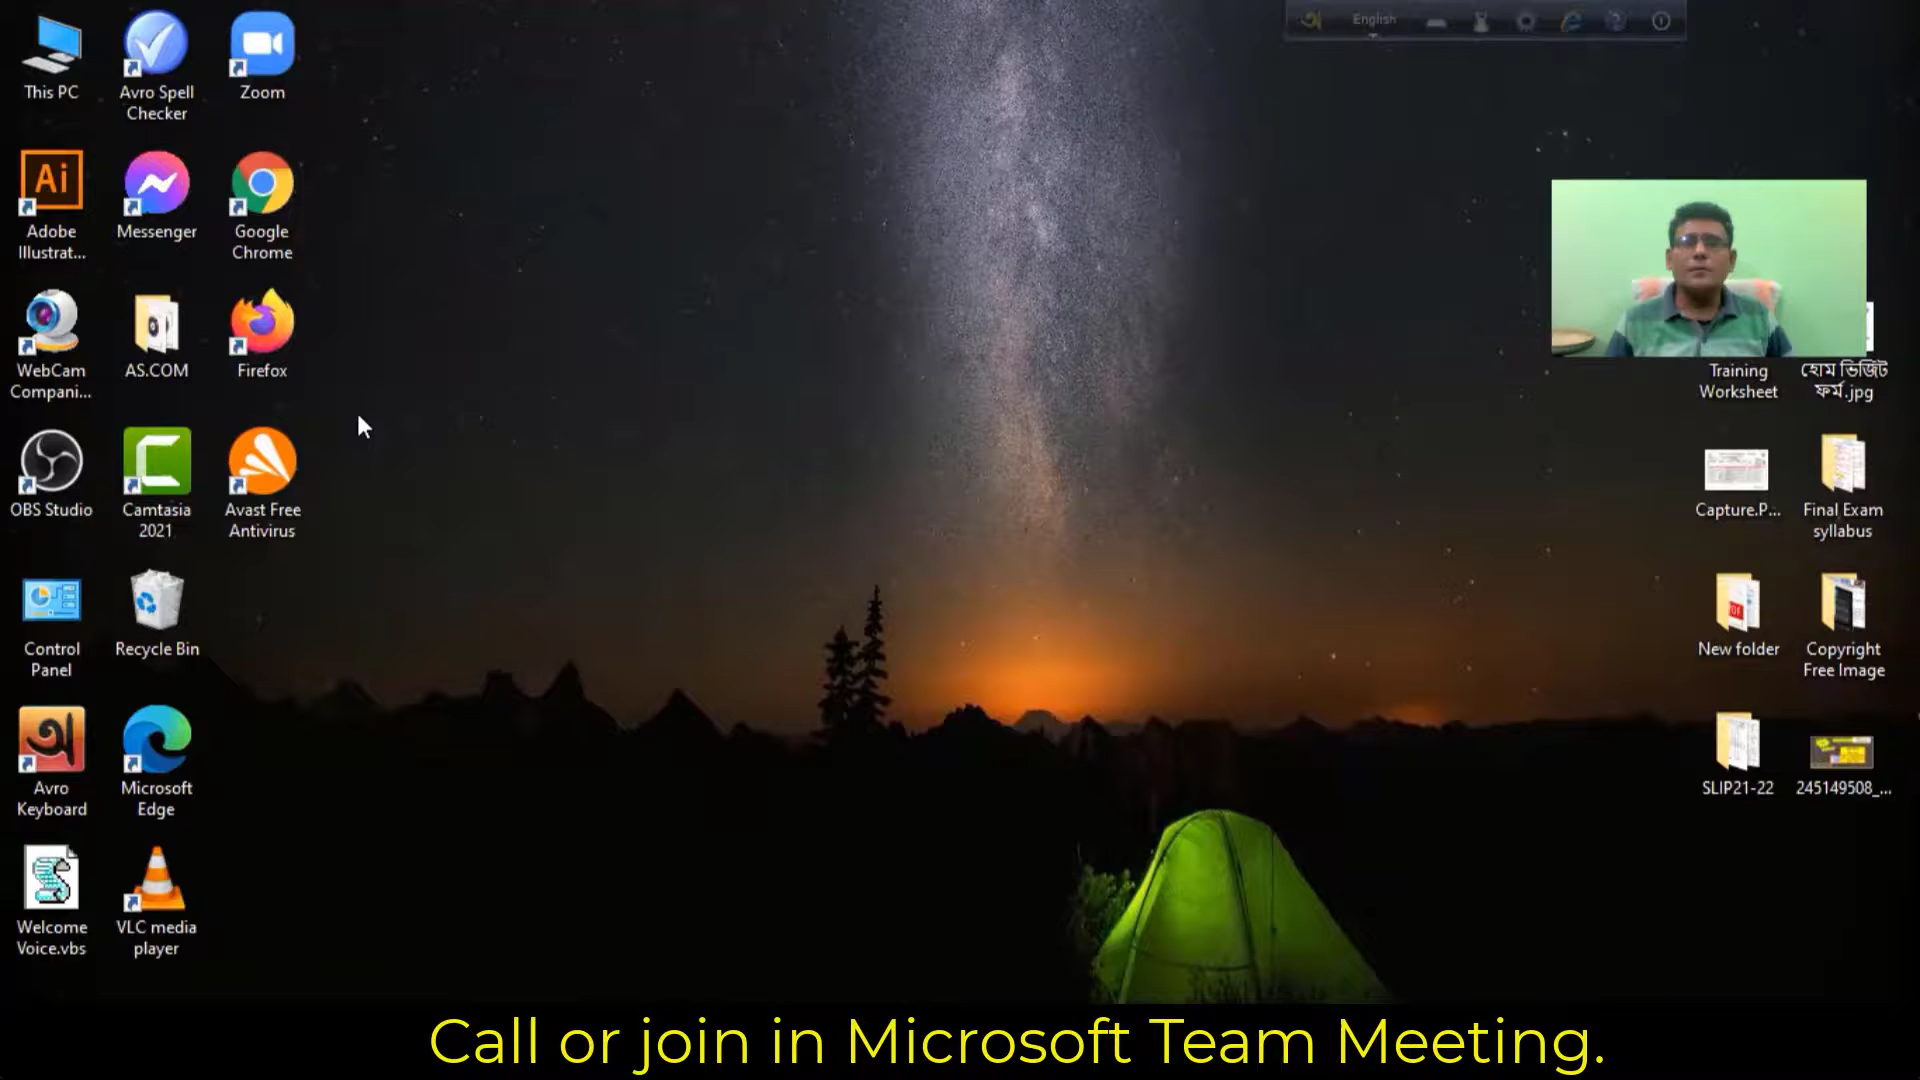 English
This PC
Avro Spell
Checker
Zoom
Ai
Adobe
Illustrat...
Messenger
Google
Chrome
WebCam
Compani...
AS.COM
Firefox
OBS Studio
Camtasia
2021
Avast Free
Antivirus
Control
Panel
Recycle Bin
অ
Avro
Keyboard
Microsoft
Edge
Welcome
Voice.vbs
VLC media
player
Training
Worksheet
হোম ভিজিট
ফর্ম.jpg
Capture.P...
Final Exam
syllabus
New folder
Copyright
Free Image
SLIP21-22
245149508_...
Call or join in Microsoft Team Meeting.